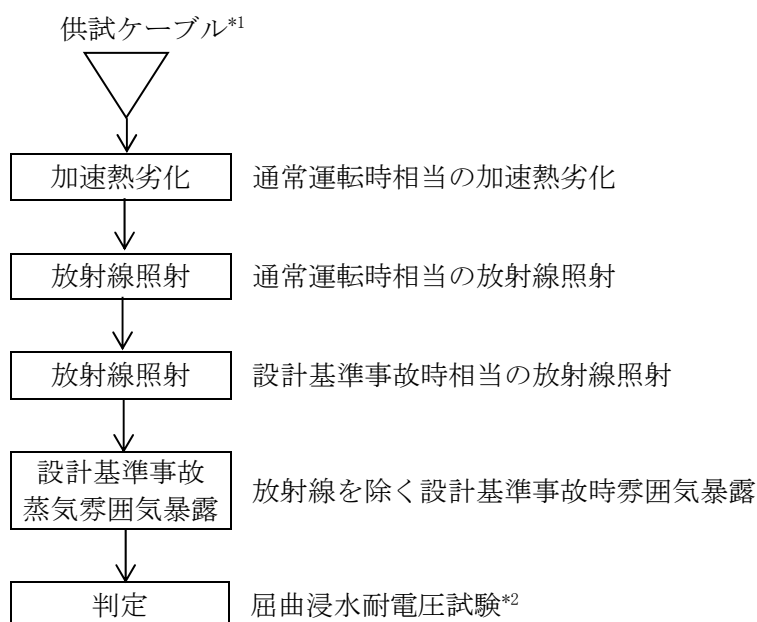 供試ケーブル*1
加速熱劣化 通常運転時相当の加速熱劣化
放射線照射 通常運転時相当の放射線照射
放射線照射 設計基準事故時相当の放射線照射
設計基準事故
蒸気雰囲気暴露
放射線を除く設計基準事故時雰囲気暴露
判定 屈曲浸水耐電圧試験*2